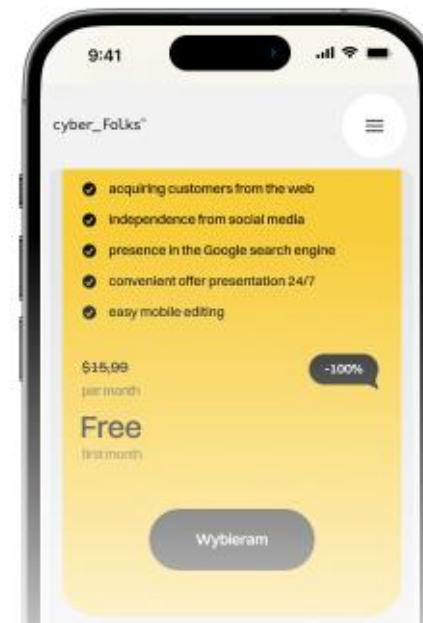 9:41
cyber_Folks™
acquiring customers from the web
independence from social media
presence in the Google search engine
convenient offer presentation 24/7
easy mobile editing
$15,99
-100%
per month
Free
first month
Wybieram